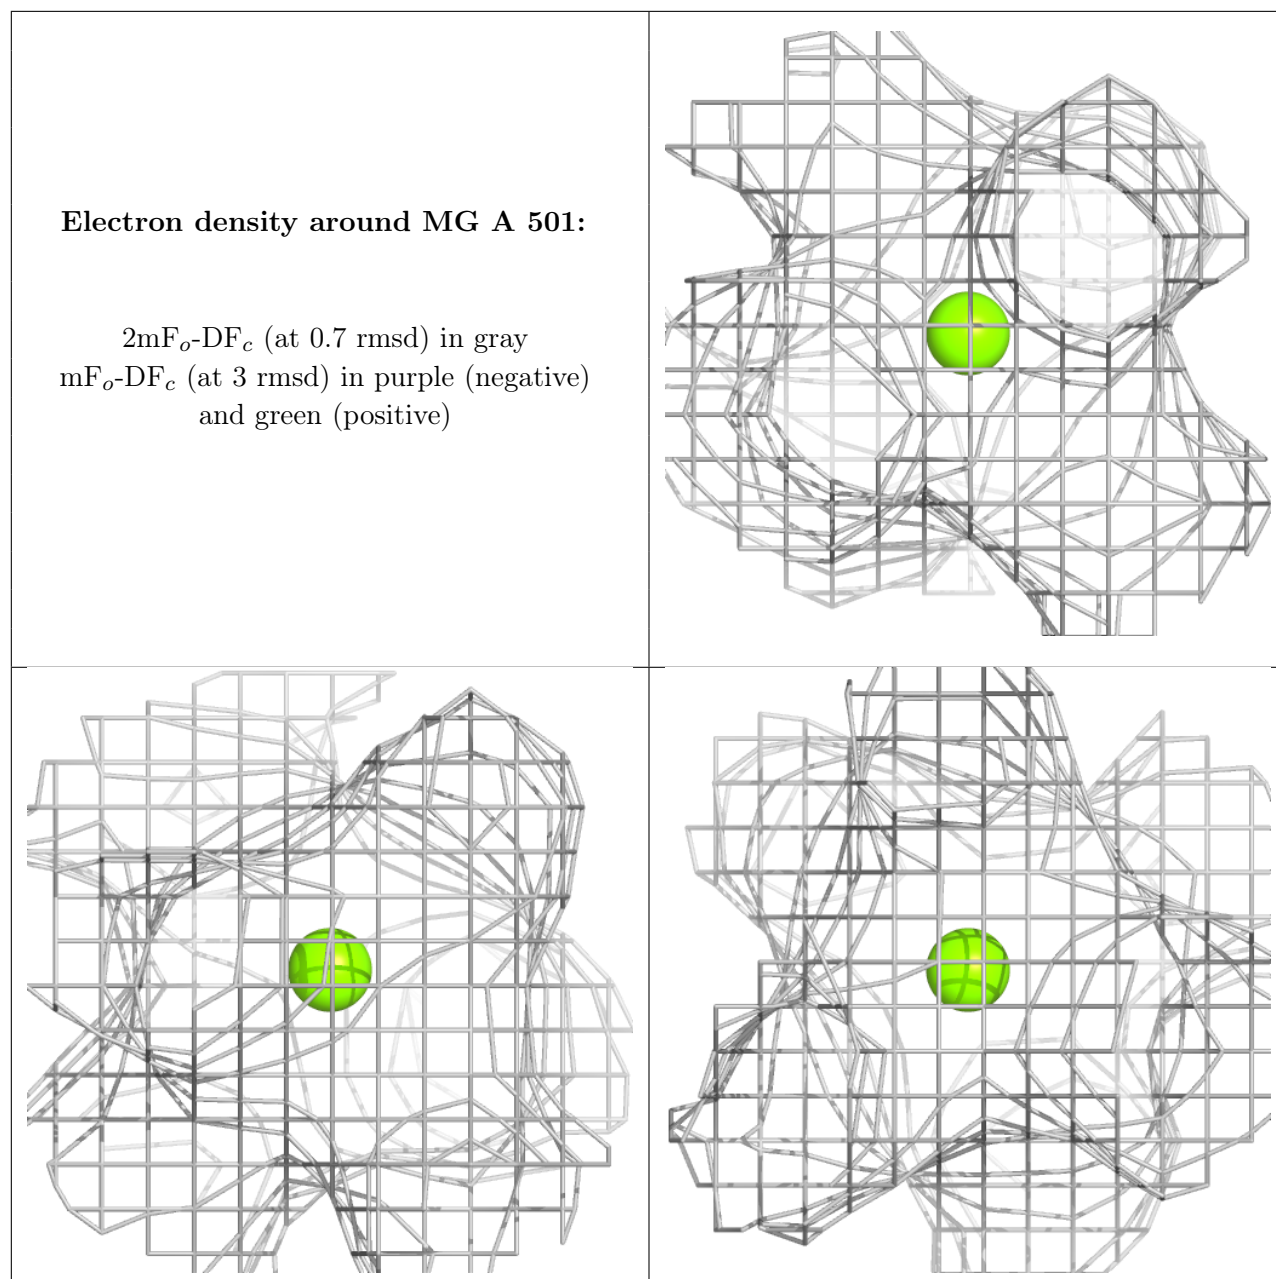 Electron density around MG A 501:
2mFo-DFc (at 0.7 rmsd) in gray
mFo-DFc (at 3 rmsd) in purple (negative)
and green (positive)